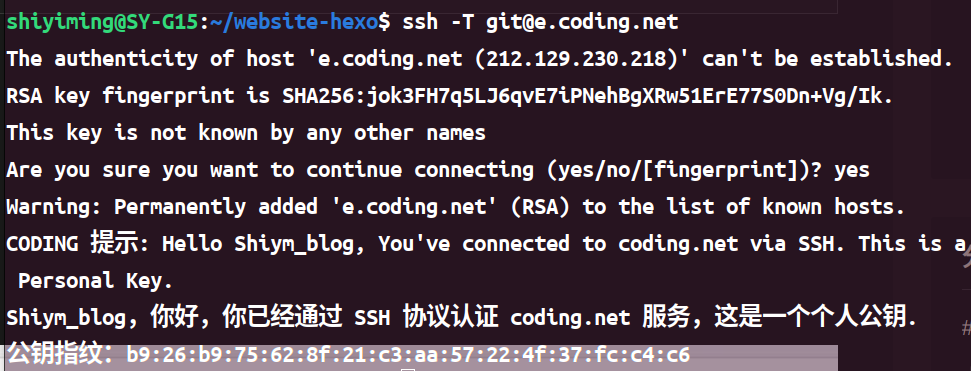 shiyiming@SY-G15:~/website-hexo$ ssh -T git@e.coding.net
The authenticity of host 'e.coding.net (212.129.230.218)' can't be established.
RSA key fingerprint is SHA256:jok3FH7q5LJ6qvE7iPNehBgXRw51ErE77S0Dn+Vg/Ik.
This key is not known by any other names
Are you sure you want to continue connecting (yes/no/[fingerprint])? yes
Warning: Permanently added 'e.coding.net' (RSA) to the list of known hosts.
CODING 提示: Hello Shiym_blog, You've connected to coding.net via SSH. This is a
 Personal Key.
Shiym_blog，你好，你已经通过 SSH 协议认证 coding.net 服务，这是一个个人公钥.
公钥指纹：b9:26:b9:75:62:8f:21:c3:aa:57:22:4f:37:fc:c4:c6